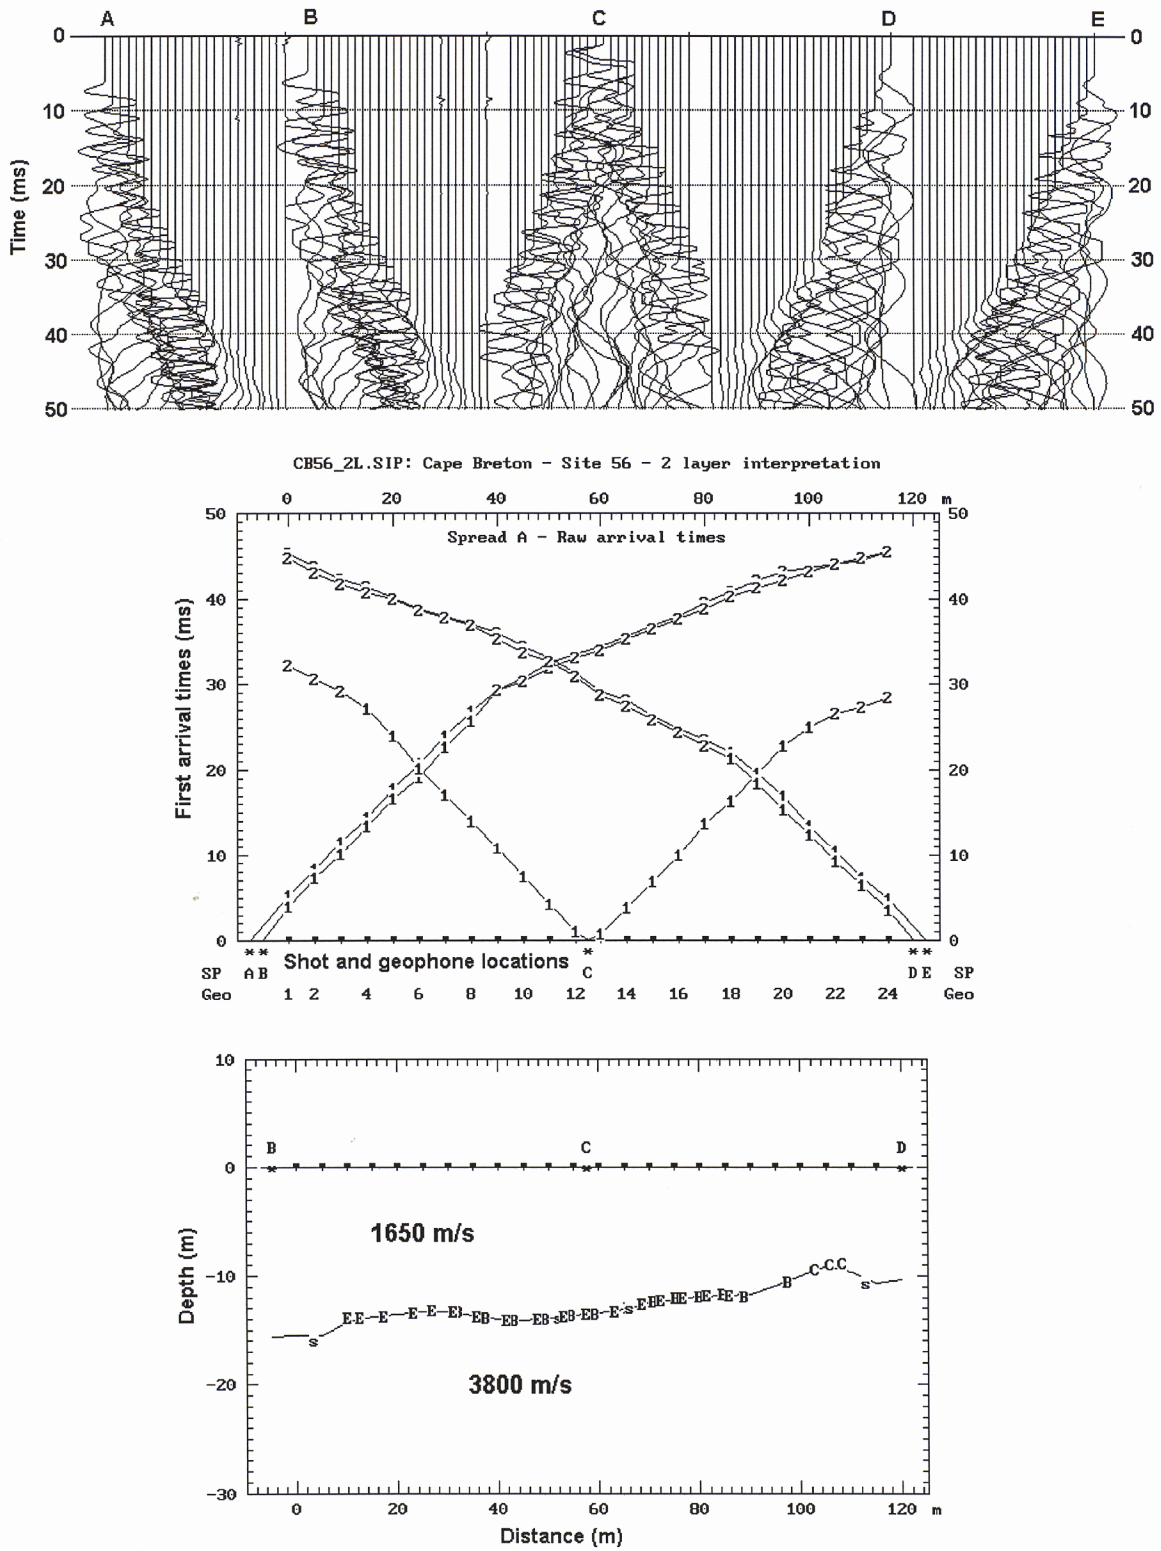 A B C D E
0 0
10 10
20 20
30 30
40 40
50 50
Time (ms)
CB56_2L.SIP: Cape Breton - Site 56 - 2 layer interpretation
0 20 40 60 80 100 120 m
50 50
Spread A - Raw arrival times
40 40
30 30
20 20
10 10
0 0
First arrival times (ms)
Shot and geophone locations
SP A B C D E SP
Geo 1 2 4 6 8 10 12 14 16 18 20 22 24 Geo
10
B C D
0
1650 m/s
-10
-20
3800 m/s
-30
Depth (m)
0 20 40 60 80 100 120 m
Distance (m)